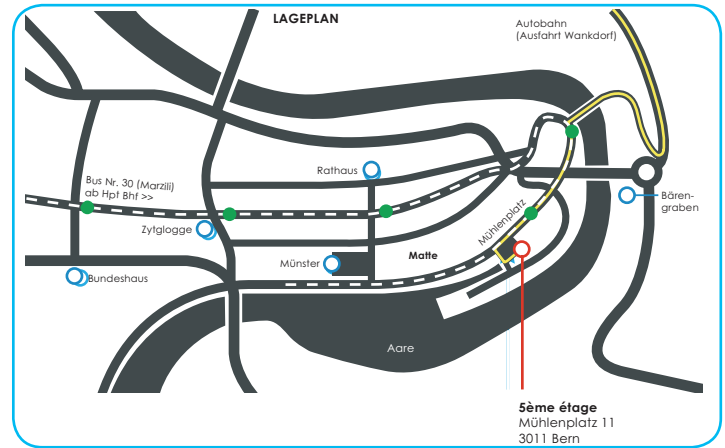 LAGEPLAN
Autobahn
(Ausfahrt Wankdorf)
Rathaus
Bus Nr. 30 (Marzili)
ab Hpt Bhf >>
Bären-
graben
Zytglogge
Mühlenplatz
Münster
Matte
Bundeshaus
Aare
5ème étage
Mühlenplatz 11
3011 Bern